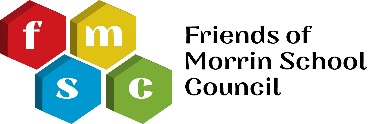 f m
s c
Friends of
Morrin School
Council